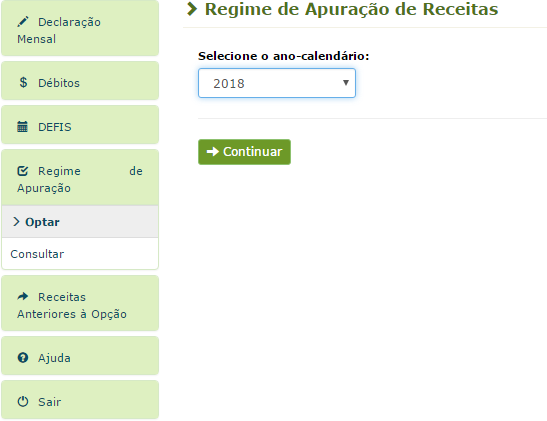 Declaração
Mensal
Débitos
DEFIS
Regime de
Apuração
Optar
Consultar
Receitas
Anteriores à Opção
Ajuda
Sair
Regime de Apuração de Receitas
Selecione o ano-calendário:
2018
Continuar